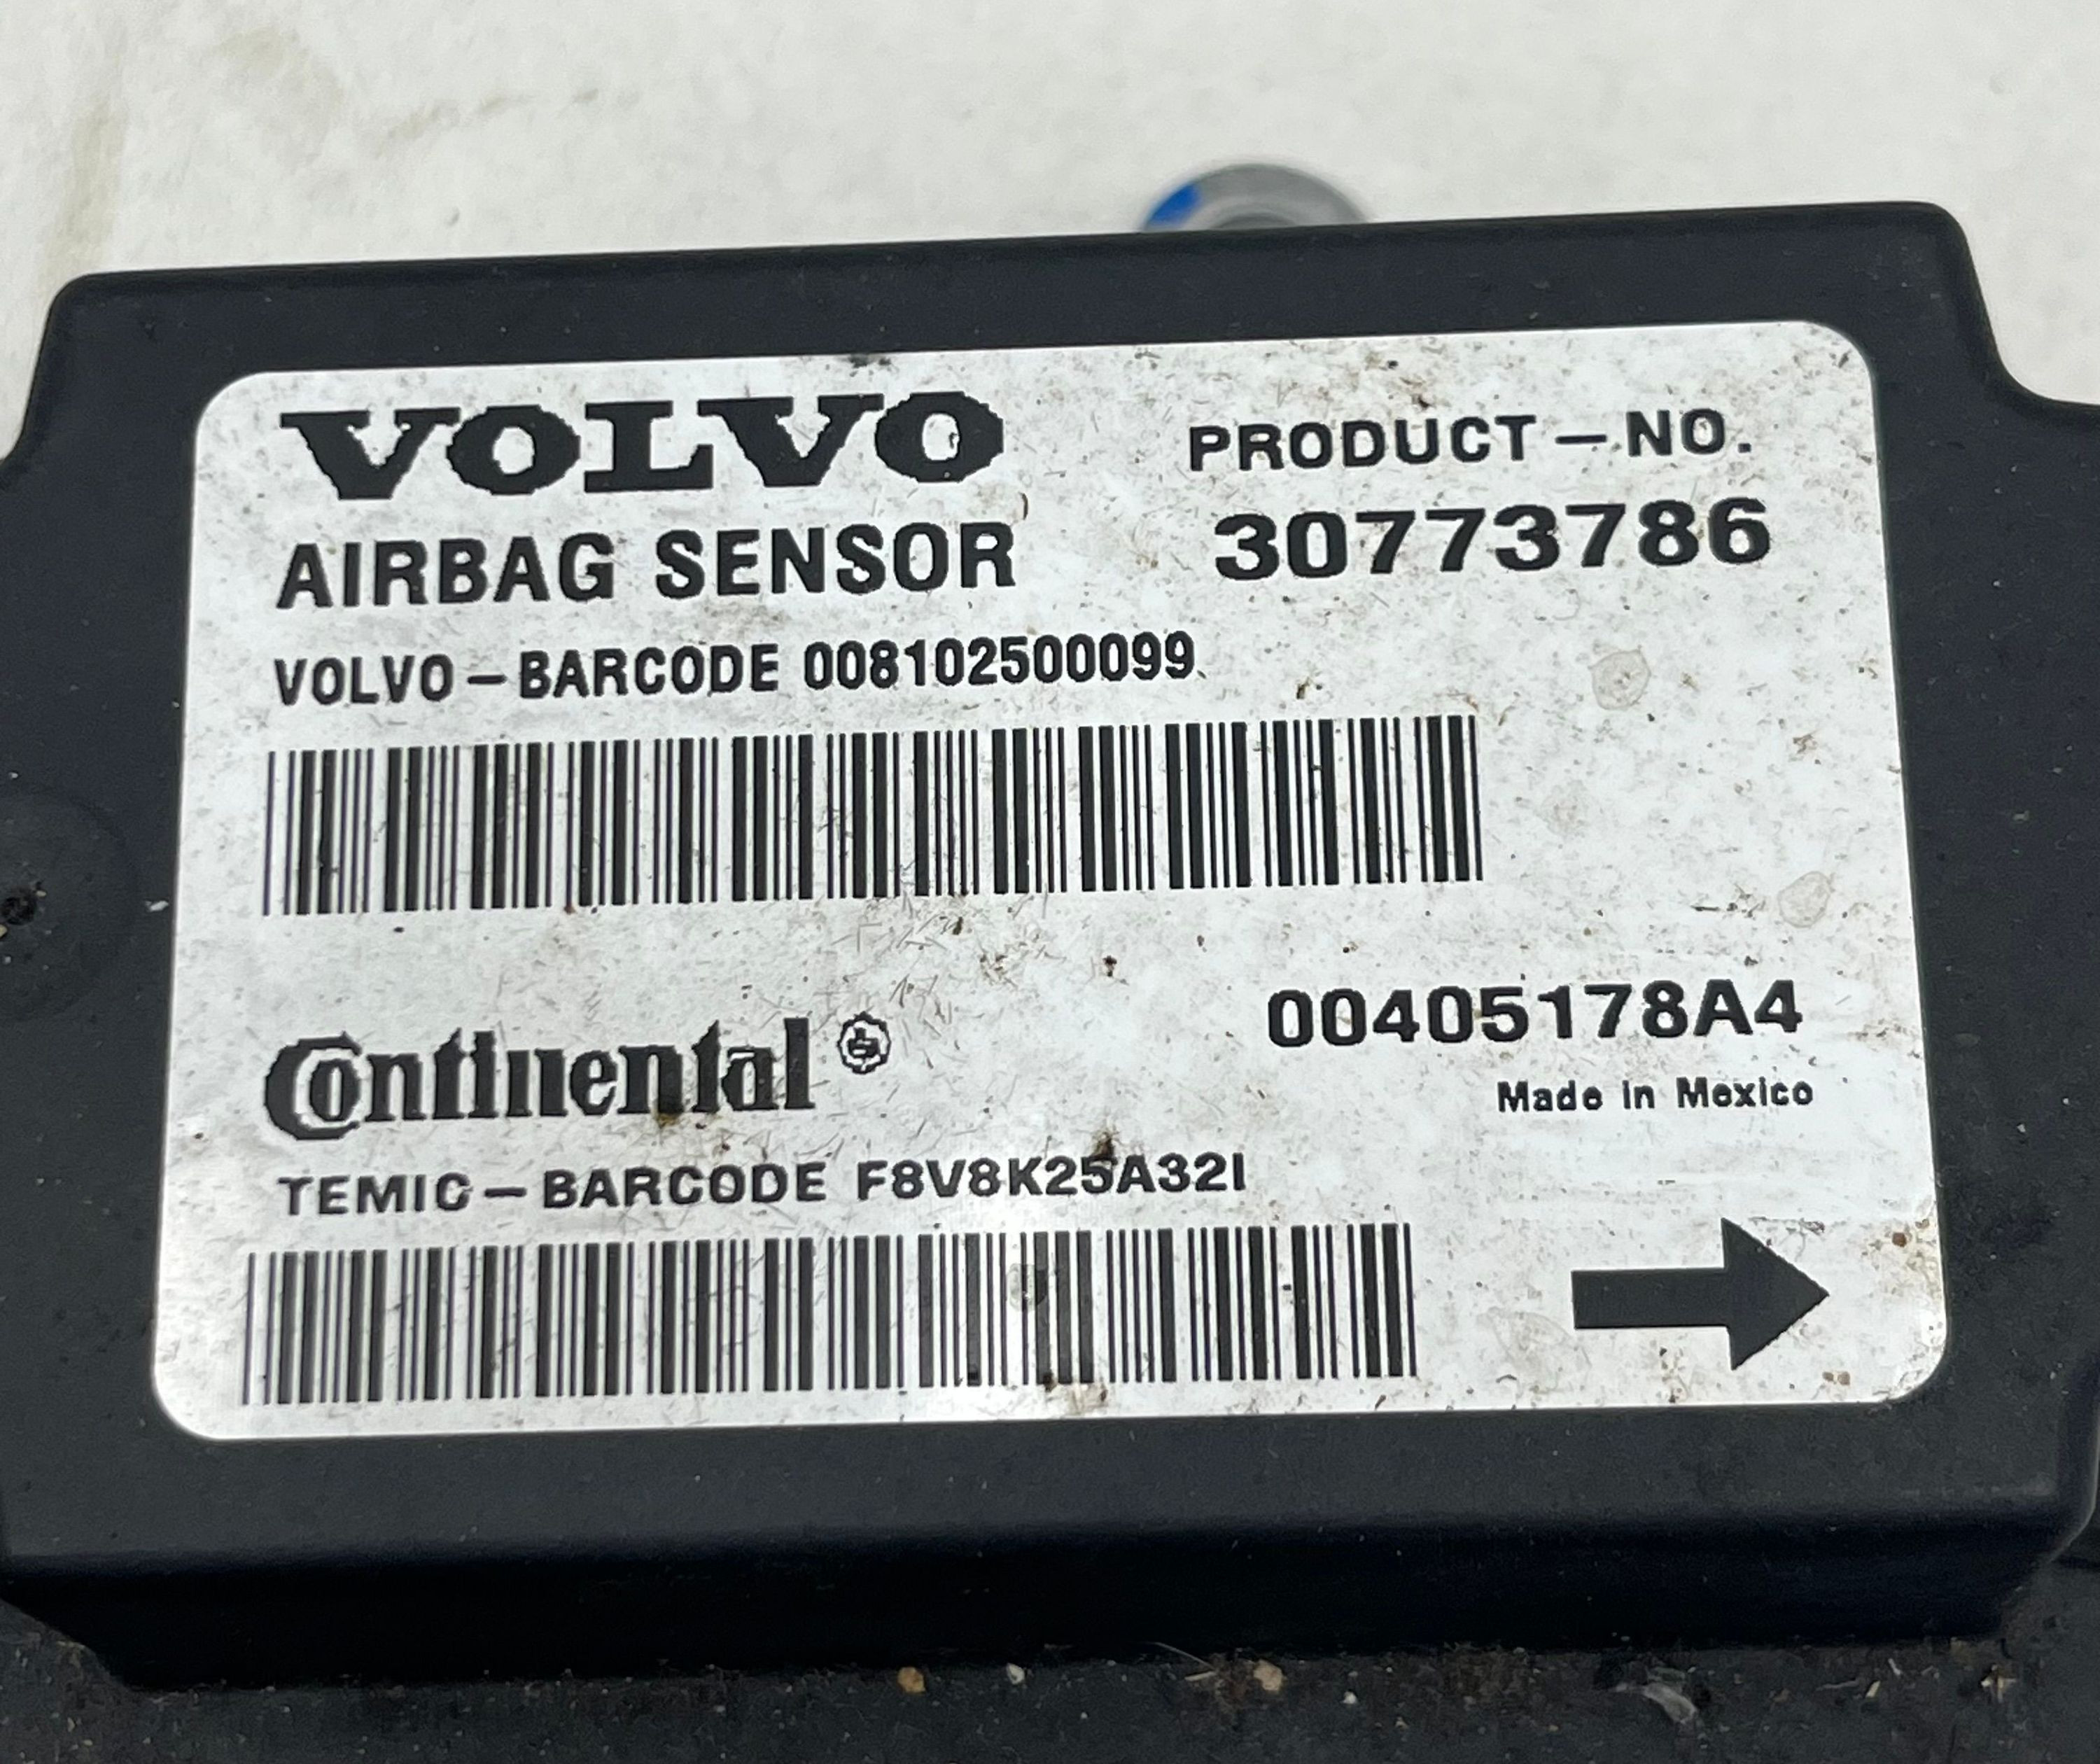 VOLVO
PRODUCT-NO.
AIRBAG SENSOR
30773786
VOLVO-BARCODE 008102500099
Continental
00405178A4
Made in Mexico
TEMIC-BARCODE F8V8K25A32I